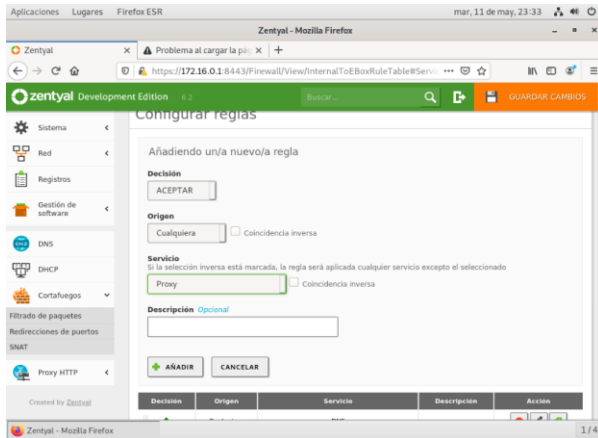 Aplicaciones Lugares Firefox ESR mar, 11 de may, 23:33
Zentyal - Mozilla Firefox
Zentyal × Problema al cargar la pág × +
https://172.16.0.1:8443/Firewall/View/InternalToEBoxRuleTable#Servic
zentyal Development Edition 6.2 Buscar... GUARDAR CAMBIOS
Configurar reglas
Sistema
Red
Registros
Gestión de software
DNS
DHCP
Cortafuegos
Filtrado de paquetes
Redirecciones de puertos
SNAT
Proxy HTTP
Created by Zentyal
Añadiendo un/a nuevo/a regla
Decisión
ACEPTAR
Origen
Cualquiera Coincidencia inversa
Servicio
Si la selección inversa está marcada, la regla será aplicada cualquier servicio excepto el seleccionado
Proxy Coincidencia inversa
Descripción Opcional
+ AÑADIR CANCELAR
Decisión Origen Servicio Descripción Acción
Zentyal - Mozilla Firefox 1/4